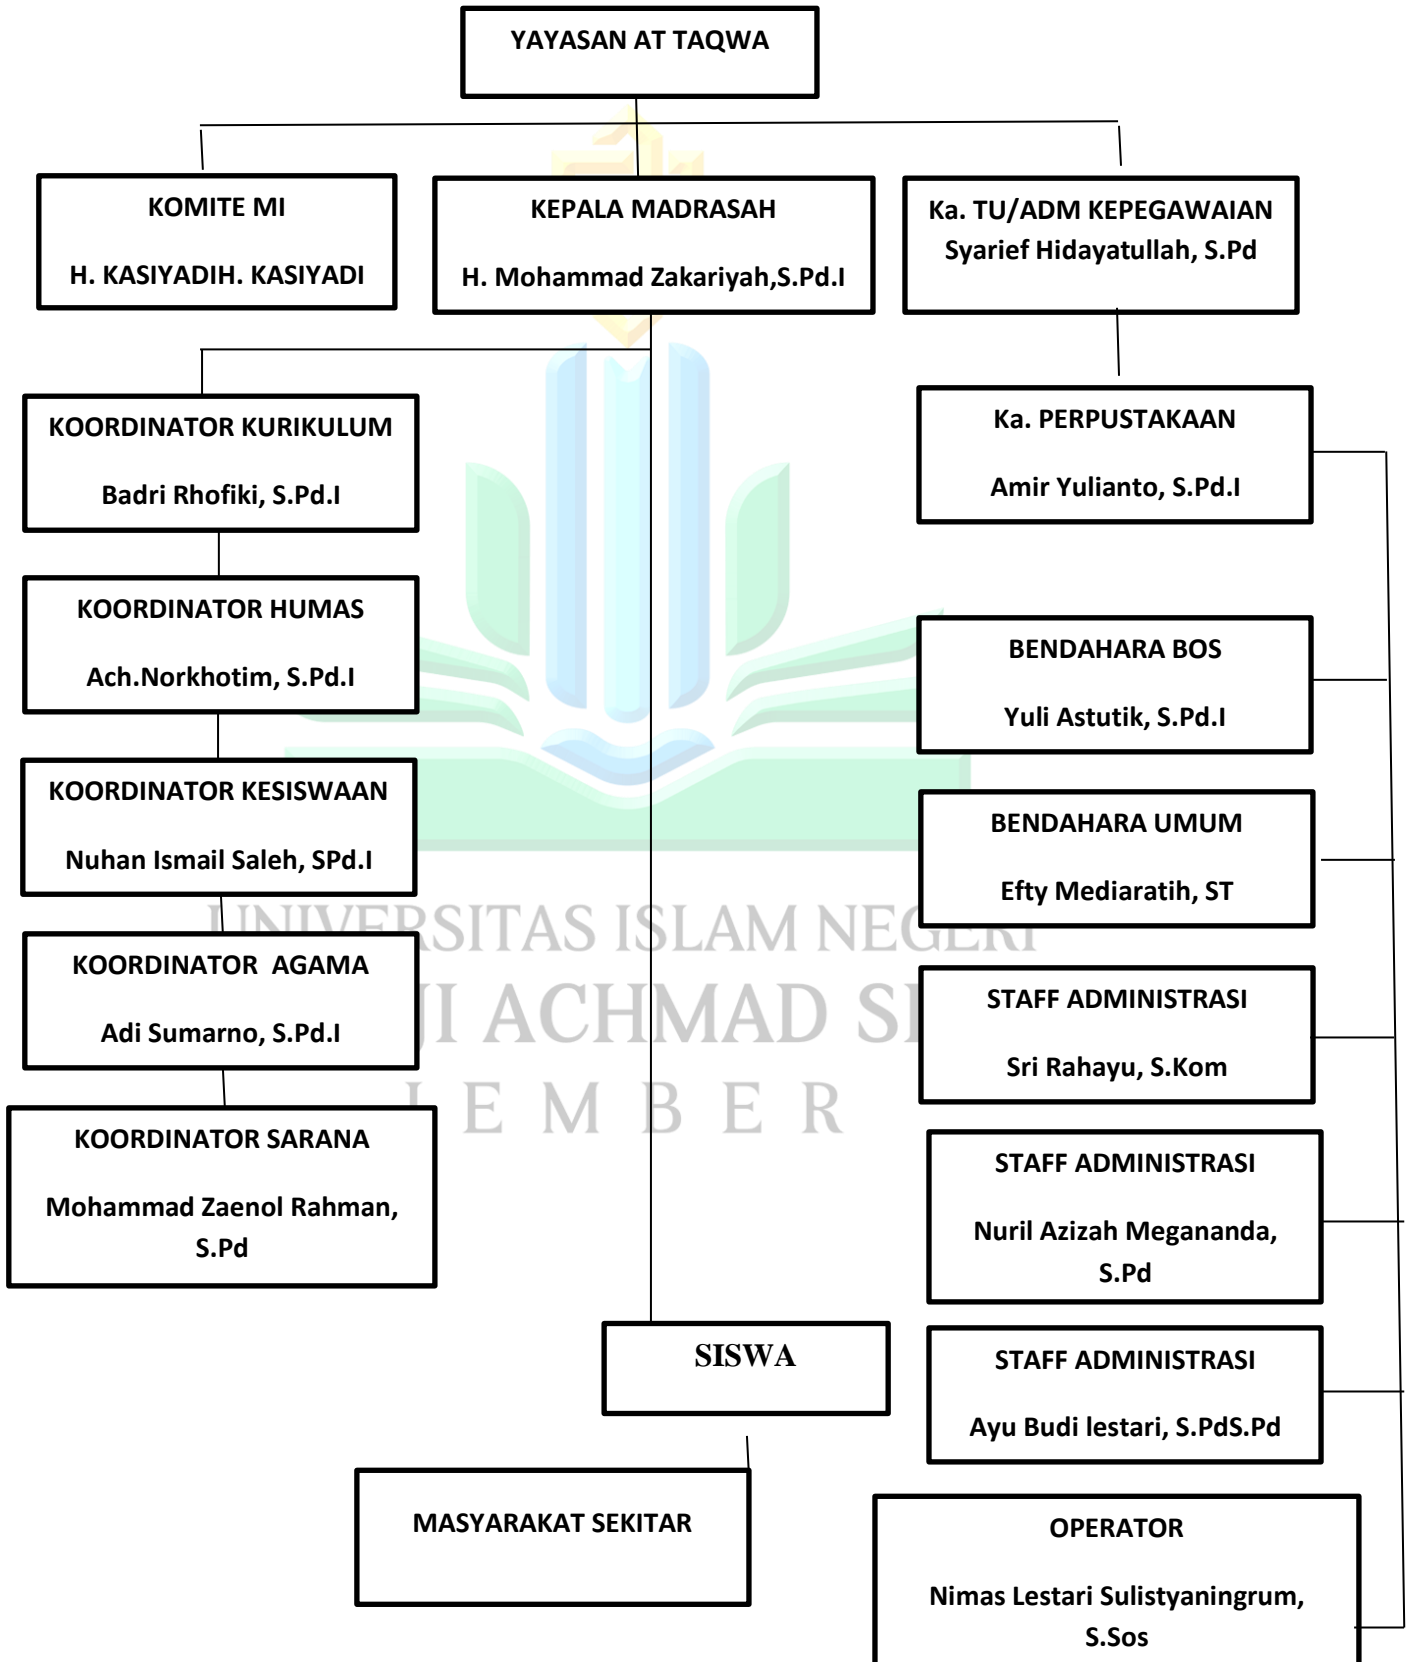 YAYASAN AT TAQWA
KOMITE MI
H. KASIYADIH. KASIYADI
KEPALA MADRASAH
H. Mohammad Zakariyah,S.Pd.I
Ka. TU/ADM KEPEGAWAIAN
Syarief Hidayatullah, S.Pd
KOORDINATOR KURIKULUM
Badri Rhofiki, S.Pd.I
KOORDINATOR HUMAS
Ach.Norkhotim, S.Pd.I
KOORDINATOR KESISWAAN
Nuhan Ismail Saleh, SPd.I
KOORDINATOR  AGAMA
Adi Sumarno, S.Pd.I
KOORDINATOR SARANA
Mohammad Zaenol Rahman,
S.Pd
Ka. PERPUSTAKAAN
Amir Yulianto, S.Pd.I
BENDAHARA BOS
Yuli Astutik, S.Pd.I
BENDAHARA UMUM
Efty Mediaratih, ST
STAFF ADMINISTRASI
Sri Rahayu, S.Kom
STAFF ADMINISTRASI
Nuril Azizah Megananda,
S.Pd
STAFF ADMINISTRASI
Ayu Budi lestari, S.PdS.Pd
OPERATOR
Nimas Lestari Sulistyaningrum,
S.Sos
SISWA
MASYARAKAT SEKITAR
UNIVERSITAS ISLAM NEGERI
ACHMAD
JEMBER